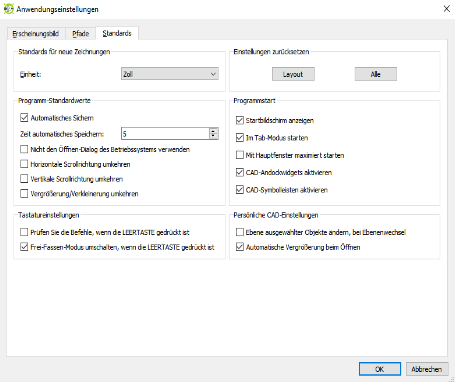 Anwendungseinstellungen
Erscheinungsbild Pfade Standards
Standards für neue Zeichnungen
Einheit: Zoll
Einstellungen zurücksetzen
Layout Alle
Programm-Standardwerte
Automatisches Sichern
Zeit automatisches Speichern: 5
Nicht den Öffnen-Dialog des Betriebssystems verwenden
Horizontale Scrollrichtung umkehren
Vertikale Scrollrichtung umkehren
Vergrößerung/Verkleinerung umkehren
Programmstart
Startbildschirm anzeigen
Im Tab-Modus starten
Mit Hauptfenster maximiert starten
CAD-Andockwidgets aktivieren
CAD-Symbolleisten aktivieren
Tastatureinstellungen
Prüfen Sie die Befehle, wenn die LEERTASTE gedrückt ist
Frei-Fassen-Modus umschalten, wenn die LEERTASTE gedrückt ist
Persönliche CAD-Einstellungen
Ebene ausgewählter Objekte ändern, bei Ebenenwechsel
Automatische Vergrößerung beim Öffnen
OK Abbrechen